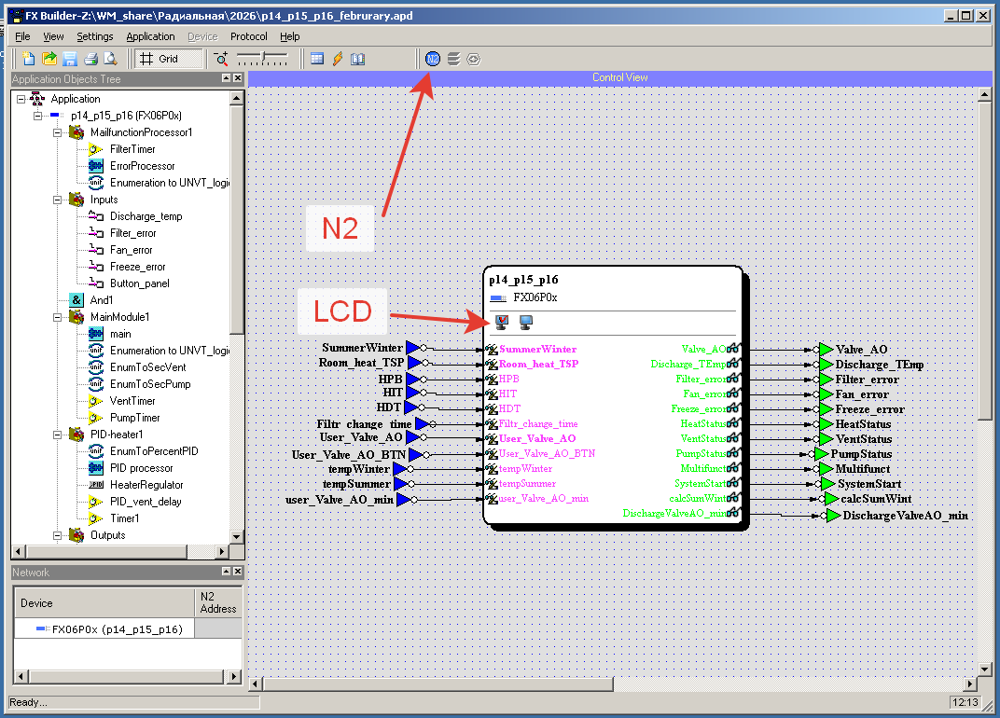 FX Builder-Z:\WM_share\Радиальная\2026\p14_p15_p16_februrary.apd
File View Settings Application Device Protocol Help
Grid
N2
Application Objects Tree
Control View
Application
p14_p15_p16 (FX06P0x)
MailfunctionProcessor1
FilterTimer
ErrorProcessor
Enumeration to UNVT_logi
Inputs
Discharge_temp
Filter_error
Fan_error
Freeze_error
Button_panel
And1
MainModule1
main
Enumeration to UNVT_logi
EnumToSecVent
EnumToSecPump
VentTimer
PumpTimer
PID-heater1
EnumToPercentPID
PID processor
HeaterRegulator
PID_vent_delay
Timer1
Outputs
N2
LCD
p14_p15_p16
FX06P0x
SummerWinter
Room_heat_TSP
HPB
HIT
HDT
Filtr_change_time
User_Valve_AO
User_Valve_AO_BTN
tempWinter
tempSummer
user_Valve_AO_min
SummerWinter
Room_heat_TSP
HPB
HIT
HDT
Filtr_change_time
User_Valve_AO
User_Valve_AO_BTN
tempWinter
tempSummer
user_Valve_AO_min
Valve_AO
Discharge_TEmp
Filter_error
Fan_error
Freeze_error
HeatStatus
VentStatus
PumpStatus
Multifunct
SystemStart
calcSumWint
DischargeValveAO_min
Valve_AO
Discharge_TEmp
Filter_error
Fan_error
Freeze_error
HeatStatus
VentStatus
PumpStatus
Multifunct
SystemStart
calcSumWint
DischargeValveAO_min
Network
Device
N2
Address
FX06P0x (p14_p15_p16)
Ready...
12:13